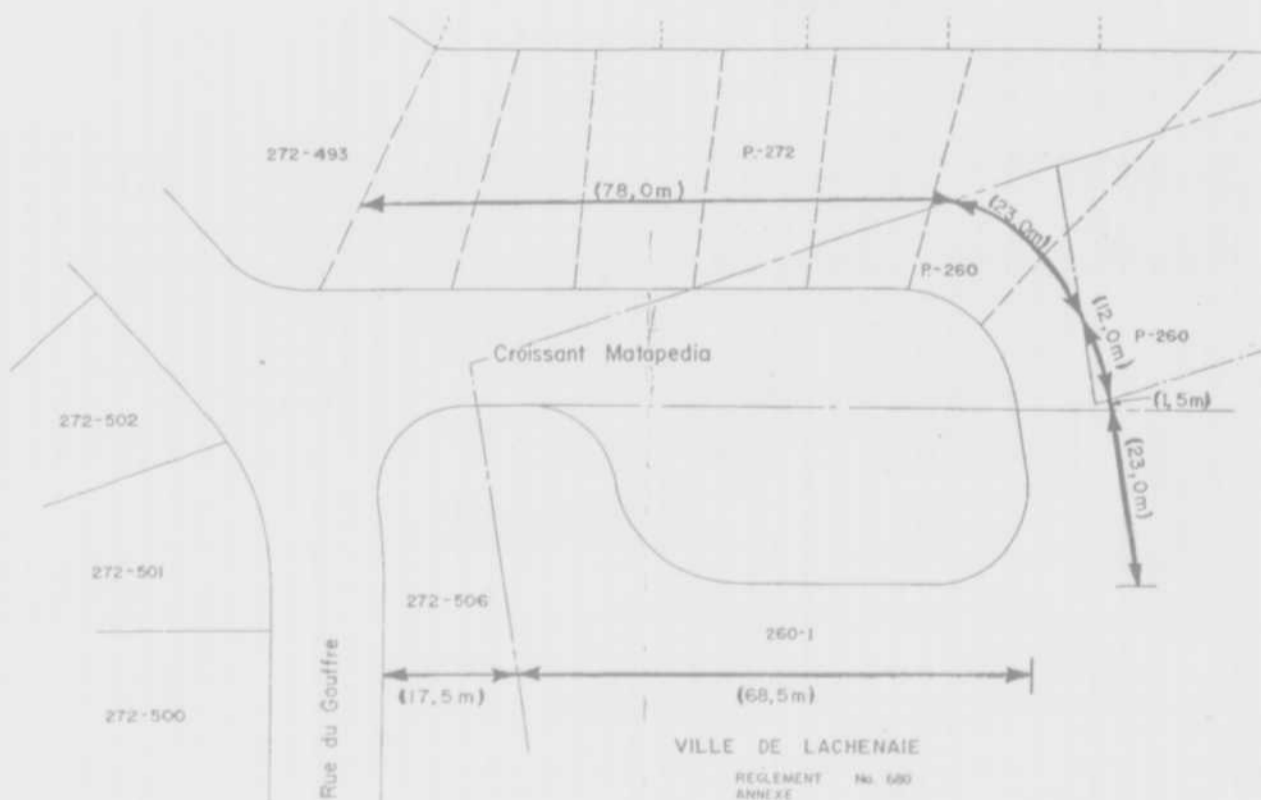 272-493
P.-272
(78,0m)
(23,0m)
P.-260
(12,0m)
P-260
Croissant Matapedia
(1,5m)
272-502
(23,0m)
272-501
272-506
260-1
Rue du Gouffre
(17,5m)
(68,5m)
272-500
VILLE DE LACHENAIE
REGLEMENT No. 680
ANNEXE